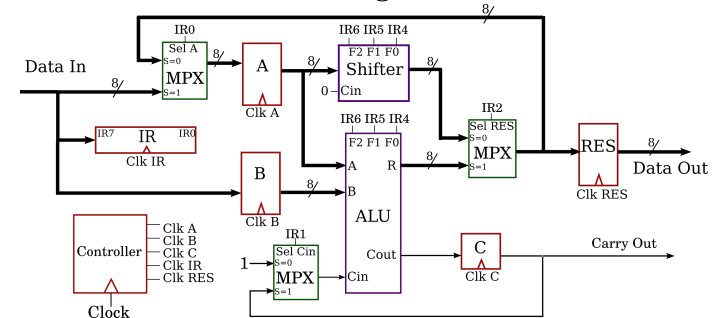 8
IR0
IR6 IR5 IR4
Sel A
S=0
MPX
S=1
8
A
Clk A
8
F2 F1 F0
Shifter
0
Cin
8
Data In
8
IR2
Sel RES
S=0
MPX
S=1
IR7
IR
IR0
Clk IR
IR6 IR5 IR4
F2 F1 F0
A
R
8
B
ALU
Cout
Cin
RES
Clk RES
8
Data Out
B
Clk B
8
Controller
Clk A
Clk B
Clk C
Clk IR
Clk RES
Clock
IR1
Sel Cin
1
S=0
MPX
S=1
C
Clk C
Carry Out